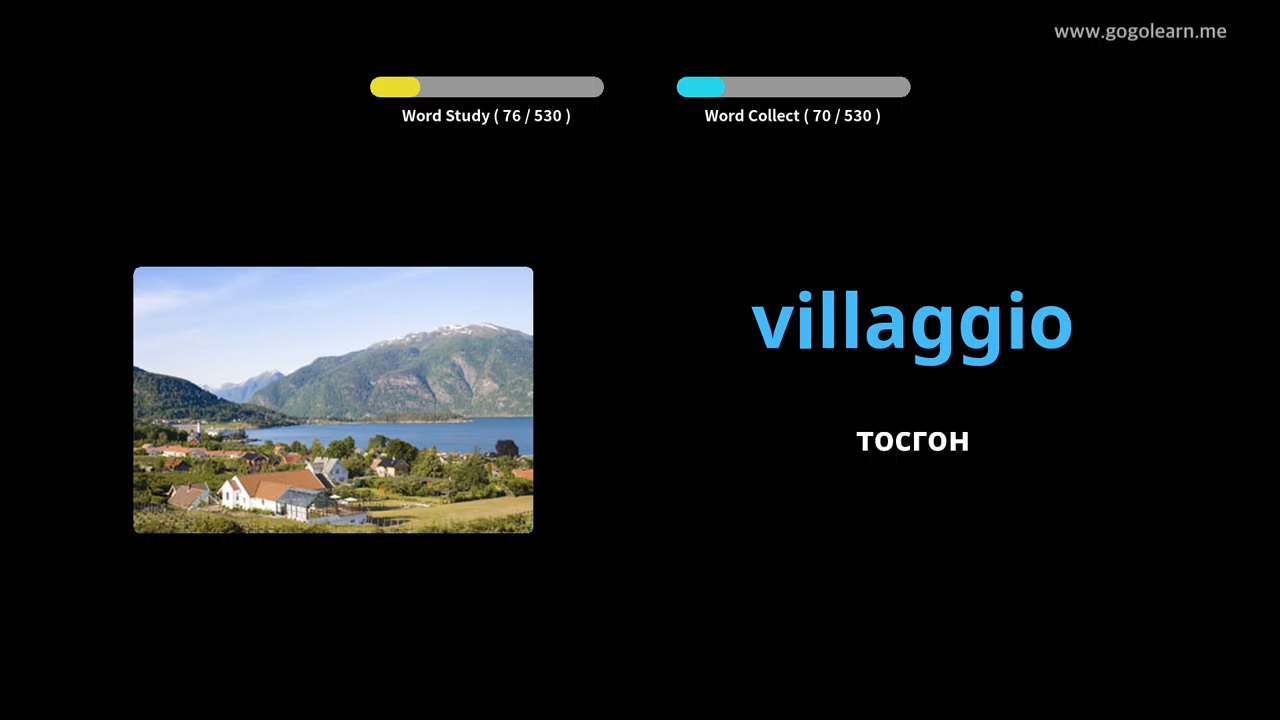 www.gogolearn.me
Word Study ( 76 / 530 )
Word Collect ( 70 / 530 )
villaggio
тосгон